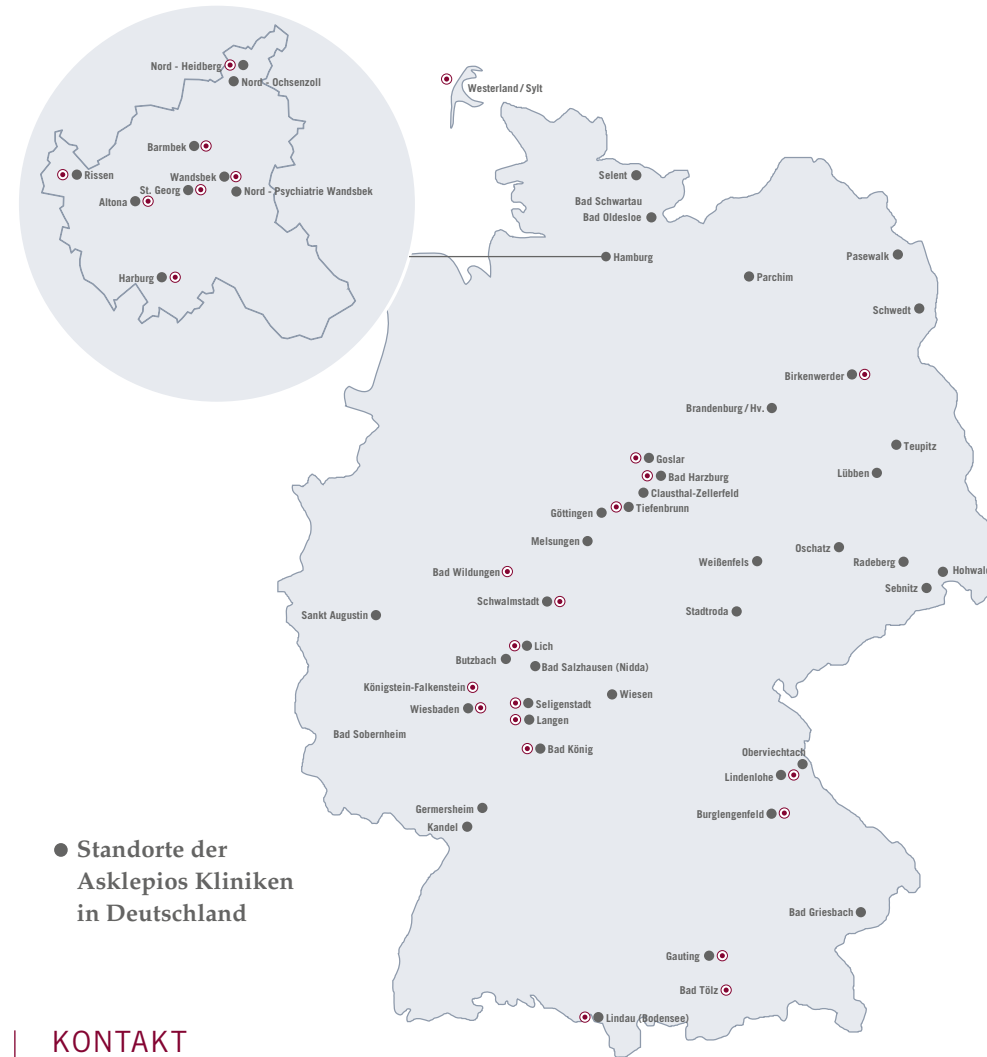 Nord - Heidberg
Nord - Ochsenzoll
Barmbek
Rissen
Wandsbek
St. Georg
Nord - Psychiatrie Wandsbek
Altona
Harburg
Westerland / Sylt
Selent
Bad Schwartau
Bad Oldesloe
Hamburg
Pasewalk
Parchim
Schwedt
Birkenwerder
Brandenburg / Hv.
Teupitz
Goslar
Bad Harzburg
Lübben
Clausthal-Zellerfeld
Tiefenbrunn
Göttingen
Melsungen
Oschatz
Weißenfels
Radeberg
Hohwald
Bad Wildungen
Sebnitz
Schwalmstadt
Stadtroda
Sankt Augustin
Lich
Butzbach
Bad Salzhausen (Nidda)
Königstein-Falkenstein
Wiesen
Seligenstadt
Wiesbaden
Langen
Bad Sobernheim
Bad König
Oberviechtach
Lindenlohe
Germersheim
Burglengenfeld
Kandel
Standorte der
Asklepios Kliniken
in Deutschland
Bad Griesbach
Gauting
Bad Tölz
Lindau (Bodensee)
KONTAKT